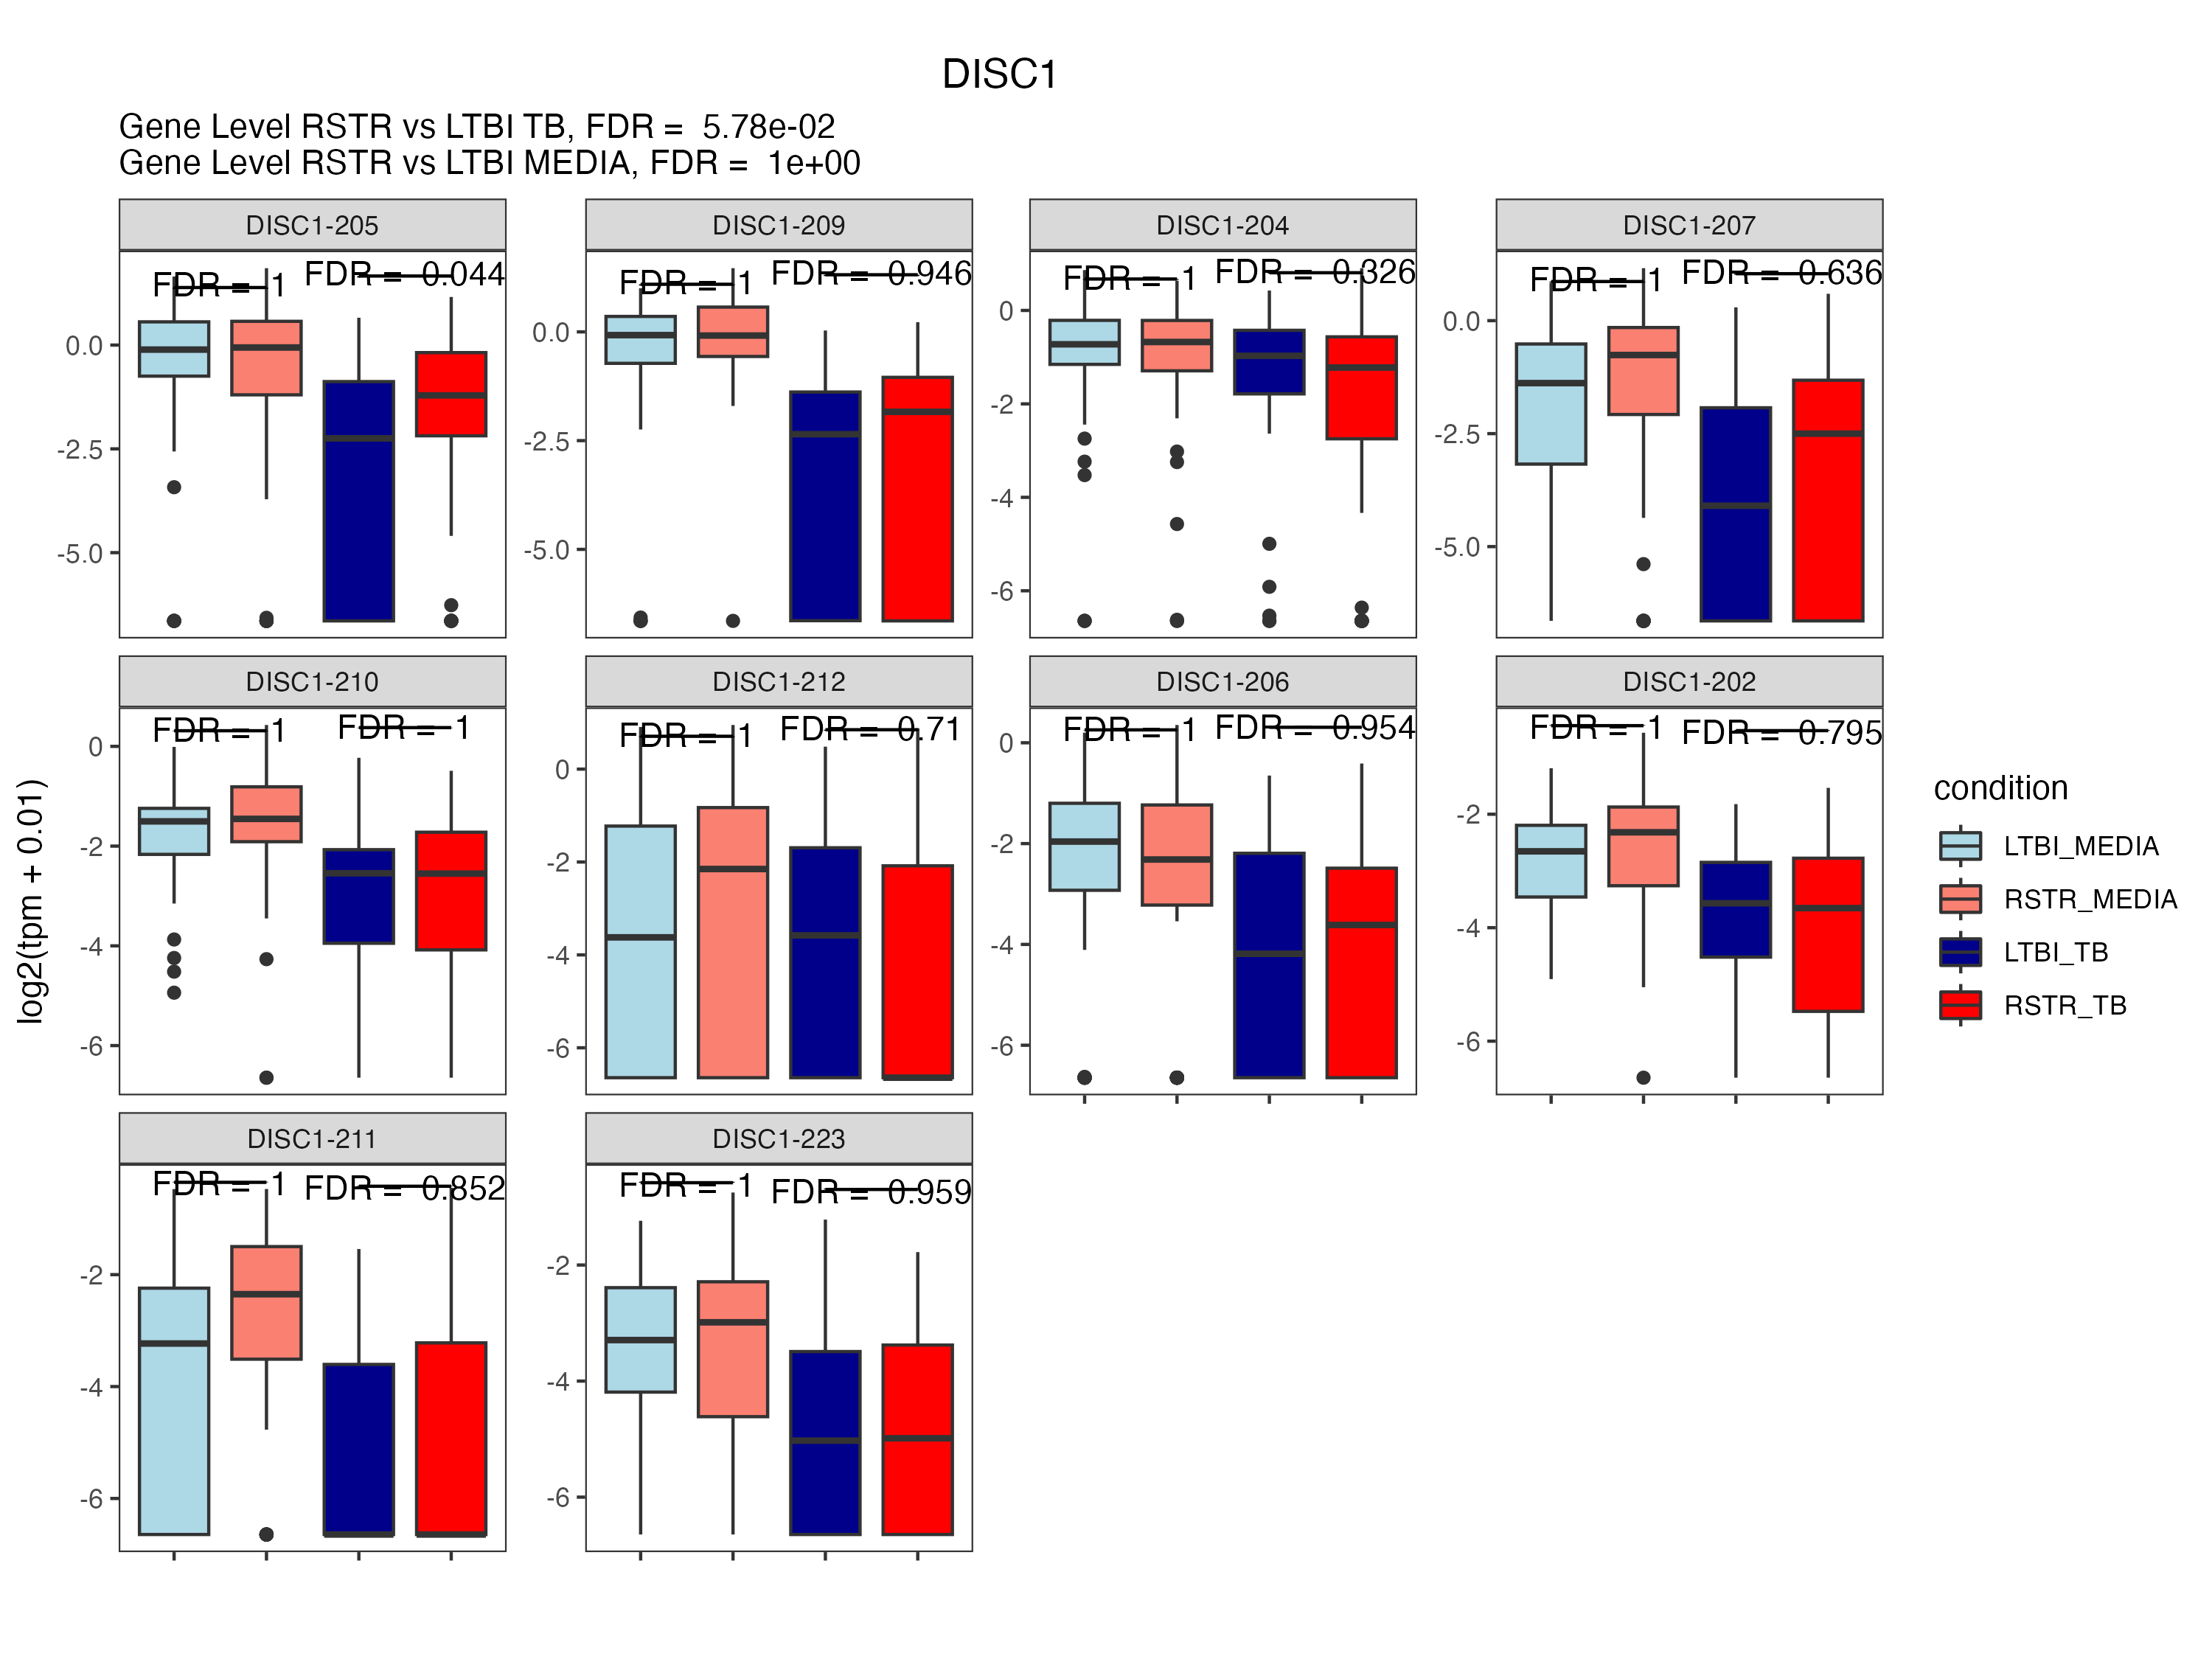 DISC1
Gene Level RSTR vs LTBI TB, FDR =  5.78e-02
Gene Level RSTR vs LTBI MEDIA, FDR =  1e+00
DISC1-205
FDR = 1
FDR = 0.044
0.0
-2.5
-5.0
DISC1-209
FDR = 1
FDR = 0.946
0.0
-2.5
-5.0
DISC1-204
FDR = 1
FDR = 0.326
0
-2
-4
-6
DISC1-207
FDR = 1
FDR = 0.636
0.0
-2.5
-5.0
DISC1-210
FDR = 1
FDR = 1
0
-2
-4
-6
DISC1-212
FDR = 1
FDR = 0.71
0
-2
-4
-6
DISC1-206
FDR = 1
FDR = 0.954
0
-2
-4
-6
DISC1-202
FDR = 1
FDR = 0.795
-2
-4
-6
DISC1-211
FDR = 1
FDR = 0.852
-2
-4
-6
DISC1-223
FDR = 1
FDR = 0.959
-2
-4
-6
log2(tpm + 0.01)
condition
LTBI_MEDIA
RSTR_MEDIA
LTBI_TB
RSTR_TB